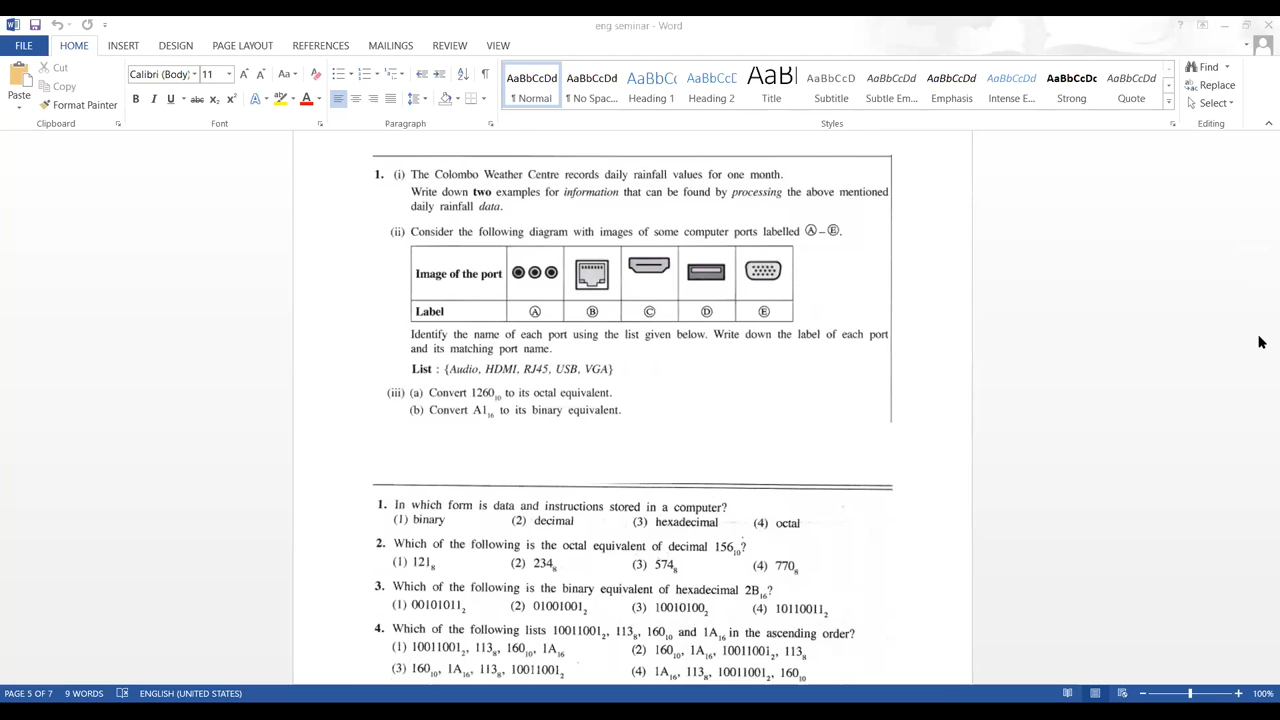 eng seminar - Word
FILE HOME INSERT DESIGN PAGE LAYOUT REFERENCES MAILINGS REVIEW VIEW
Paste
Cut
Copy
Format Painter
Clipboard
Calibri (Body) 11
Font
Paragraph
AaBbCcDd AaBbCcDd AaBbCc AaBbCcC AaBl AaBbCcD AaBbCcDd AaBbCcDd AaBbCcDd AaBbCcDc AaBbCcDd
¶ Normal ¶ No Spac... Heading 1 Heading 2 Title Subtitle Subtle Em... Emphasis Intense E... Strong Quote
Styles
Find
Replace
Select
Editing
1. (i) The Colombo Weather Centre records daily rainfall values for one month.
Write down two examples for information that can be found by processing the above mentioned
daily rainfall data.
(ii) Consider the following diagram with images of some computer ports labelled Ⓐ – Ⓔ.
Image of the port
Label Ⓐ Ⓑ Ⓒ Ⓓ Ⓔ
Identify the name of each port using the list given below. Write down the label of each port
and its matching port name.
List : {Audio, HDMI, RJ45, USB, VGA}
(iii) (a) Convert 1260₁₀ to its octal equivalent.
(b) Convert A1₁₆ to its binary equivalent.
1. In which form is data and instructions stored in a computer?
(1) binary (2) decimal (3) hexadecimal (4) octal
2. Which of the following is the octal equivalent of decimal 156₁₀?
(1) 121₈ (2) 234₈ (3) 574₈ (4) 770₈
3. Which of the following is the binary equivalent of hexadecimal 2B₁₆?
(1) 00101011₂ (2) 01001001₂ (3) 10010100₂ (4) 10110011₂
4. Which of the following lists 10011001₂, 113₈, 160₁₀ and 1A₁₆ in the ascending order?
(1) 10011001₂, 113₈, 160₁₀, 1A₁₆ (2) 160₁₀, 1A₁₆, 10011001₂, 113₈
(3) 160₁₀, 1A₁₆, 113₈, 10011001₂ (4) 1A₁₆, 113₈, 10011001₂, 160₁₀
PAGE 5 OF 7 9 WORDS ENGLISH (UNITED STATES) 100%